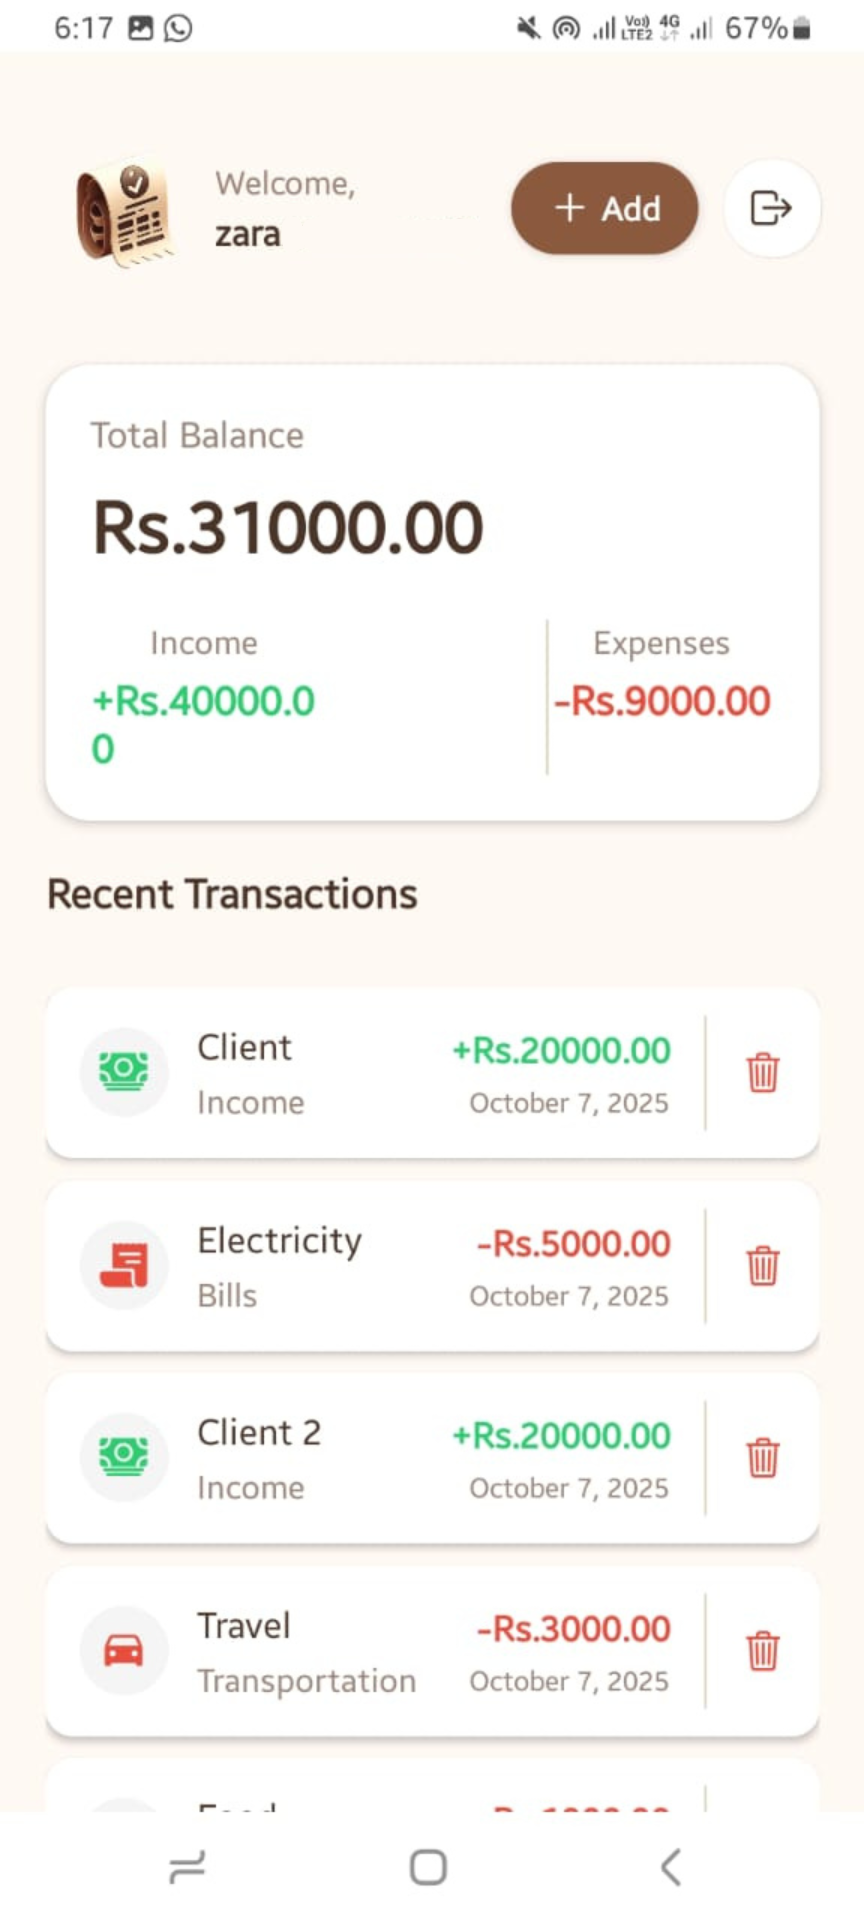 6:17 Vo)) LTE2 4G 67%
Welcome,
zara
+ Add
Total Balance
Rs.31000.00
Income Expenses
+Rs.40000.0 -Rs.9000.00
0
Recent Transactions
Client +Rs.20000.00
Income October 7, 2025
Electricity -Rs.5000.00
Bills October 7, 2025
Client 2 +Rs.20000.00
Income October 7, 2025
Travel -Rs.3000.00
Transportation October 7, 2025